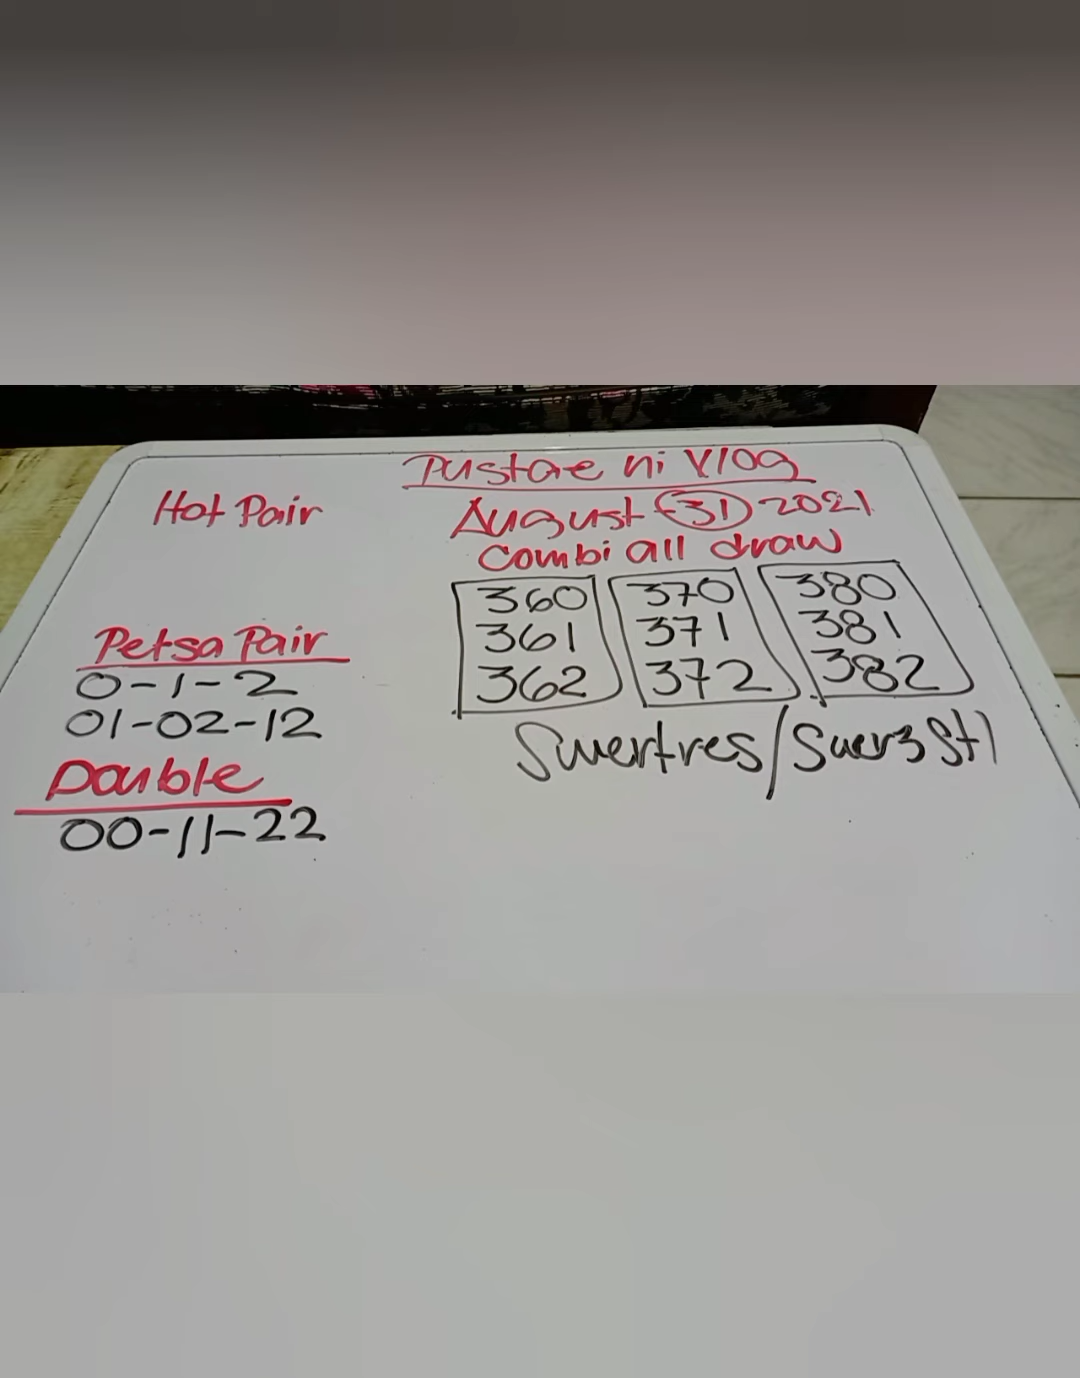 Pustare ni Vlog
Hot Pair
August 31 2021
Combi all draw
360 370 380
361 371 381
362 372 382
Swertres/Suer3 Stl
Petsa Pair
0-1-2
01-02-12
Double
00-11-22